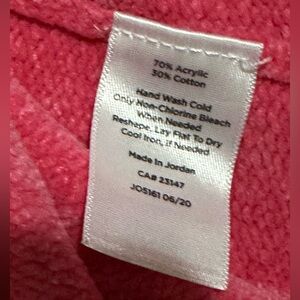 70% Acrylic
30% Cotton
Hand Wash Cold
Only Non-Chlorine Bleach
When Needed
Reshape, Lay Flat To Dry
Cool Iron, If Needed
Made In Jordan
CA# 23147
JO5161 06/20